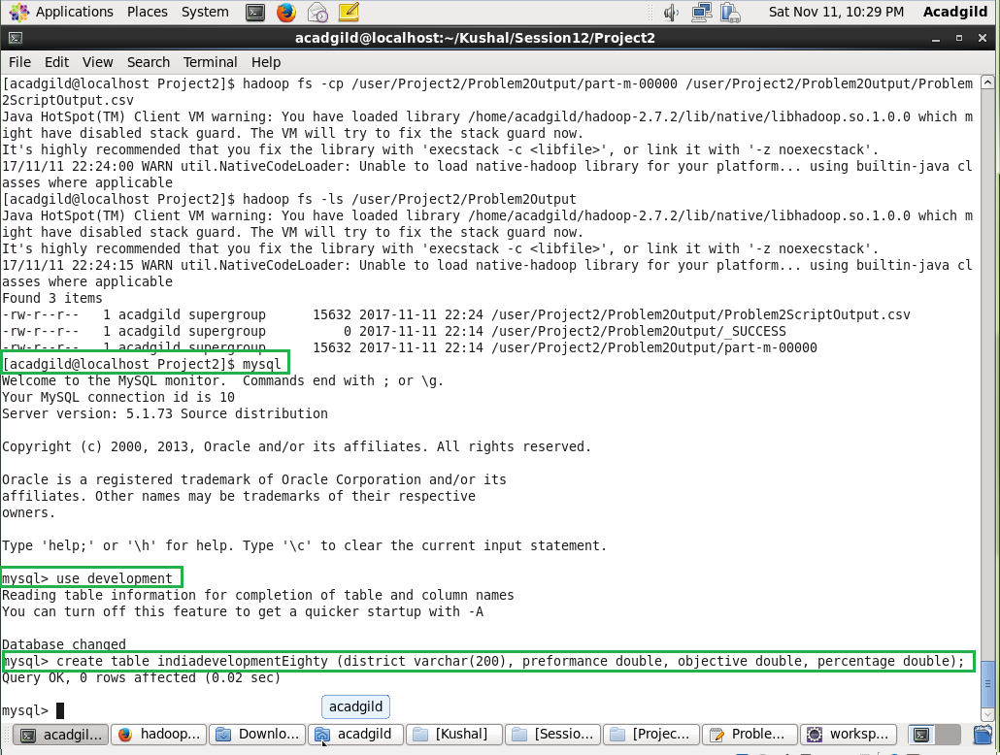 Applications Places System Sat Nov 11, 10:29 PM Acadgild
acadgild@localhost:~/Kushal/Session12/Project2
File Edit View Search Terminal Help
[acadgild@localhost Project2]$ hadoop fs -cp /user/Project2/Problem2Output/part-m-00000 /user/Project2/Problem2Output/Problem
2ScriptOutput.csv
Java HotSpot(TM) Client VM warning: You have loaded library /home/acadgild/hadoop-2.7.2/lib/native/libhadoop.so.1.0.0 which m
ight have disabled stack guard. The VM will try to fix the stack guard now.
It's highly recommended that you fix the library with 'execstack -c <libfile>', or link it with '-z noexecstack'.
17/11/11 22:24:00 WARN util.NativeCodeLoader: Unable to load native-hadoop library for your platform... using builtin-java cl
asses where applicable
[acadgild@localhost Project2]$ hadoop fs -ls /user/Project2/Problem2Output
Java HotSpot(TM) Client VM warning: You have loaded library /home/acadgild/hadoop-2.7.2/lib/native/libhadoop.so.1.0.0 which m
ight have disabled stack guard. The VM will try to fix the stack guard now.
It's highly recommended that you fix the library with 'execstack -c <libfile>', or link it with '-z noexecstack'.
17/11/11 22:24:15 WARN util.NativeCodeLoader: Unable to load native-hadoop library for your platform... using builtin-java cl
asses where applicable
Found 3 items
-rw-r--r--   1 acadgild supergroup      15632 2017-11-11 22:24 /user/Project2/Problem2Output/Problem2ScriptOutput.csv
-rw-r--r--   1 acadgild supergroup          0 2017-11-11 22:14 /user/Project2/Problem2Output/_SUCCESS
-rw-r--r--   1 acadgild supergroup      15632 2017-11-11 22:14 /user/Project2/Problem2Output/part-m-00000
[acadgild@localhost Project2]$ mysql
Welcome to the MySQL monitor.  Commands end with ; or \g.
Your MySQL connection id is 10
Server version: 5.1.73 Source distribution
Copyright (c) 2000, 2013, Oracle and/or its affiliates. All rights reserved.
Oracle is a registered trademark of Oracle Corporation and/or its
affiliates. Other names may be trademarks of their respective
owners.
Type 'help;' or '\h' for help. Type '\c' to clear the current input statement.
mysql> use development
Reading table information for completion of table and column names
You can turn off this feature to get a quicker startup with -A
Database changed
mysql> create table indiadevelopmentEighty (district varchar(200), preformance double, objective double, percentage double);
Query OK, 0 rows affected (0.02 sec)
mysql>
acadgild
acadgil... hadoop... Downlo... acadgild [Kushal] [Sessio... [Projec... Proble... worksp...